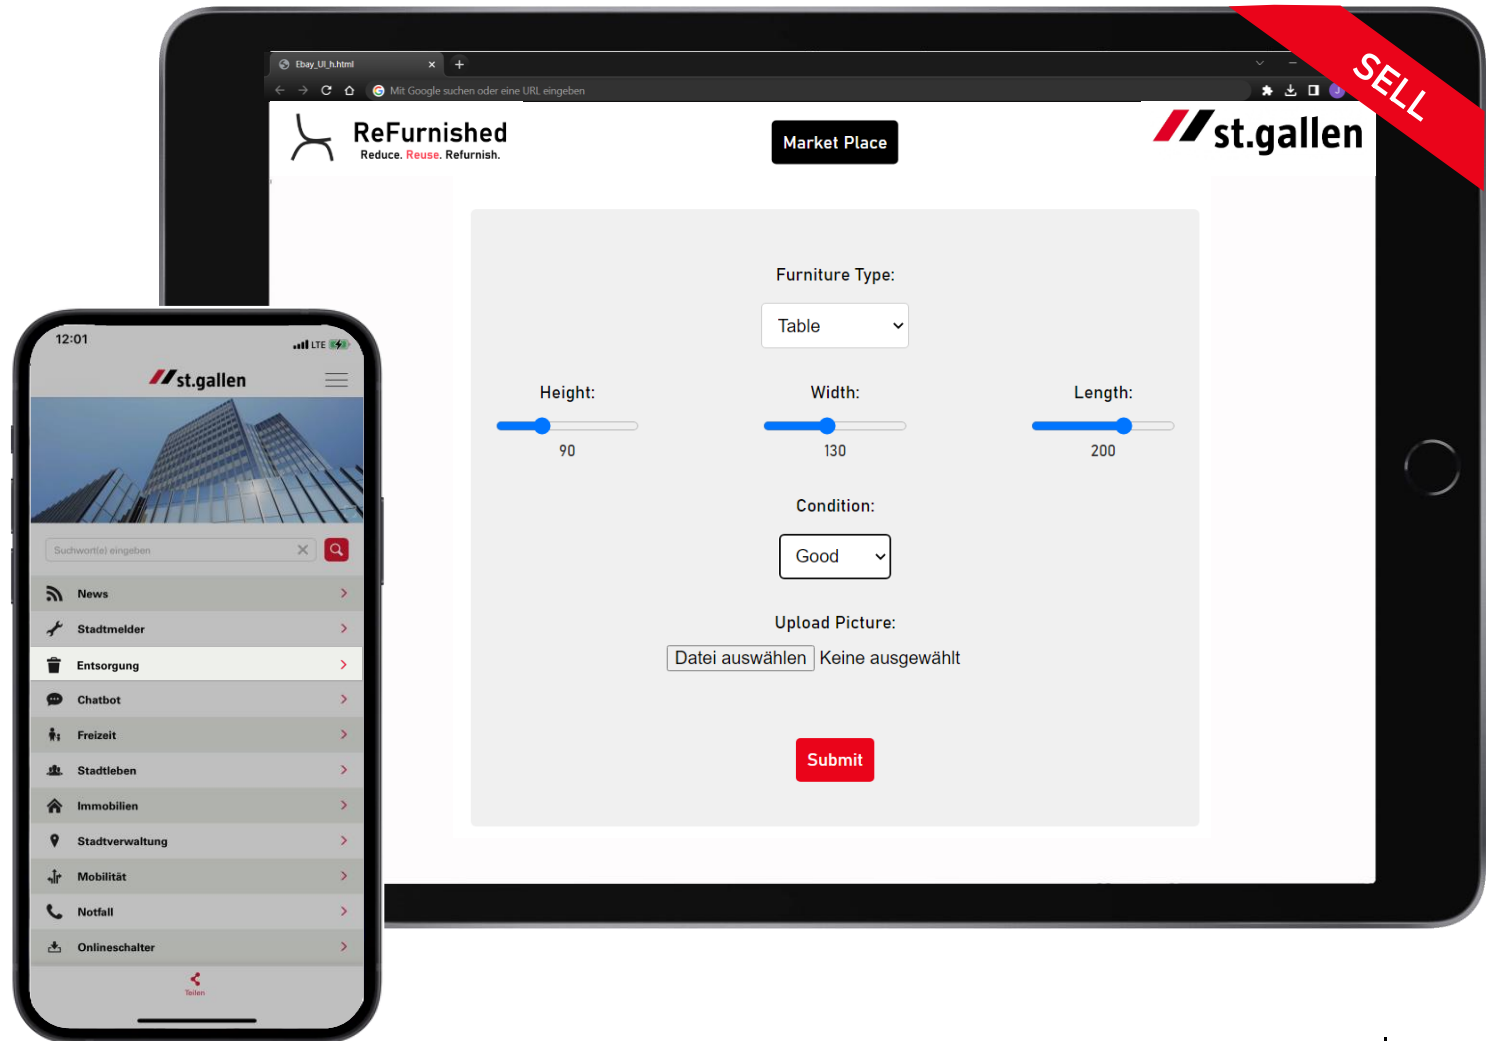 SELL
Ebay_UI_h.html
Mit Google suchen oder eine URL eingeben
J
ReFurnished
Reduce. Reuse. Refurnish.
Market Place
st.gallen
Furniture Type:
Table
Height: Width: Length:
90 130 200
Condition:
Good
Upload Picture:
Datei auswählen Keine ausgewählt
Submit
12:01
LTE
st.gallen
Suchwort(e) eingeben
News
Stadtmelder
Entsorgung
Chatbot
Freizeit
Stadtleben
Immobilien
Stadtverwaltung
Mobilität
Notfall
Onlineschalter
Teilen